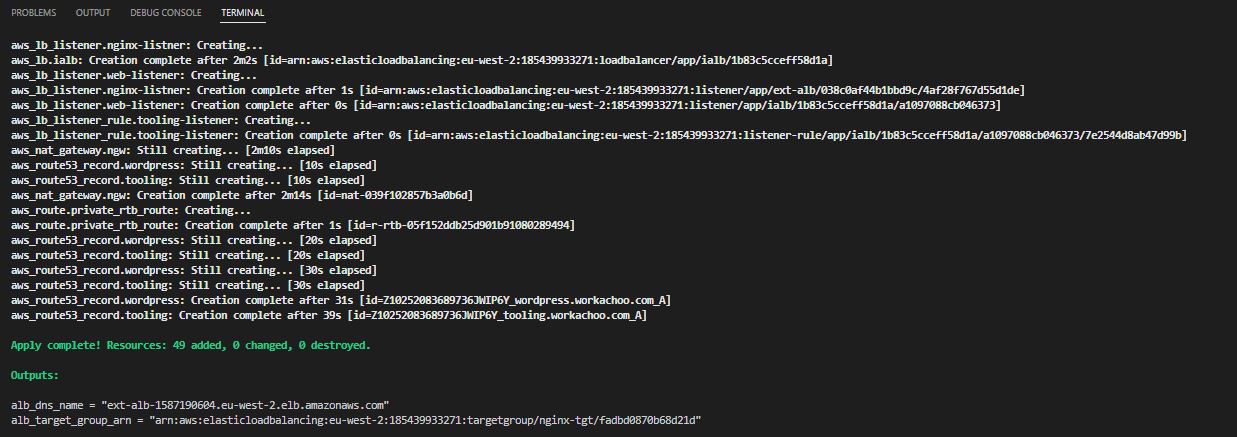 PROBLEMS OUTPUT DEBUG CONSOLE TERMINAL
aws_lb_listener.nginx-listner: Creating...
aws_lb.ialb: Creation complete after 2m2s [id=arn:aws:elasticloadbalancing:eu-west-2:185439933271:loadbalancer/app/ialb/1b83c5cceff58d1a]
aws_lb_listener.web-listener: Creating...
aws_lb_listener.nginx-listner: Creation complete after 1s [id=arn:aws:elasticloadbalancing:eu-west-2:185439933271:listener/app/ext-alb/038c0af44b1bbd9c/4af28f767d55d1de]
aws_lb_listener.web-listener: Creation complete after 0s [id=arn:aws:elasticloadbalancing:eu-west-2:185439933271:listener/app/ialb/1b83c5cceff58d1a/a1097088cb046373]
aws_lb_listener_rule.tooling-listener: Creating...
aws_lb_listener_rule.tooling-listener: Creation complete after 0s [id=arn:aws:elasticloadbalancing:eu-west-2:185439933271:listener-rule/app/ialb/1b83c5cceff58d1a/a1097088cb046373/7e2544d8ab47d99b]
aws_nat_gateway.ngw: Still creating... [2m10s elapsed]
aws_route53_record.wordpress: Still creating... [10s elapsed]
aws_route53_record.tooling: Still creating... [10s elapsed]
aws_nat_gateway.ngw: Creation complete after 2m14s [id=nat-039f102857b3a0b6d]
aws_route.private_rtb_route: Creating...
aws_route.private_rtb_route: Creation complete after 1s [id=r-rtb-05f152ddb25d901b91080289494]
aws_route53_record.wordpress: Still creating... [20s elapsed]
aws_route53_record.tooling: Still creating... [20s elapsed]
aws_route53_record.wordpress: Still creating... [30s elapsed]
aws_route53_record.tooling: Still creating... [30s elapsed]
aws_route53_record.wordpress: Creation complete after 31s [id=Z10252083689736JWIP6Y_wordpress.workachoo.com_A]
aws_route53_record.tooling: Creation complete after 39s [id=Z10252083689736JWIP6Y_tooling.workachoo.com_A]
Apply complete! Resources: 49 added, 0 changed, 0 destroyed.
Outputs:
alb_dns_name = "ext-alb-1587190604.eu-west-2.elb.amazonaws.com"
alb_target_group_arn = "arn:aws:elasticloadbalancing:eu-west-2:185439933271:targetgroup/nginx-tgt/fadbd0870b68d21d"